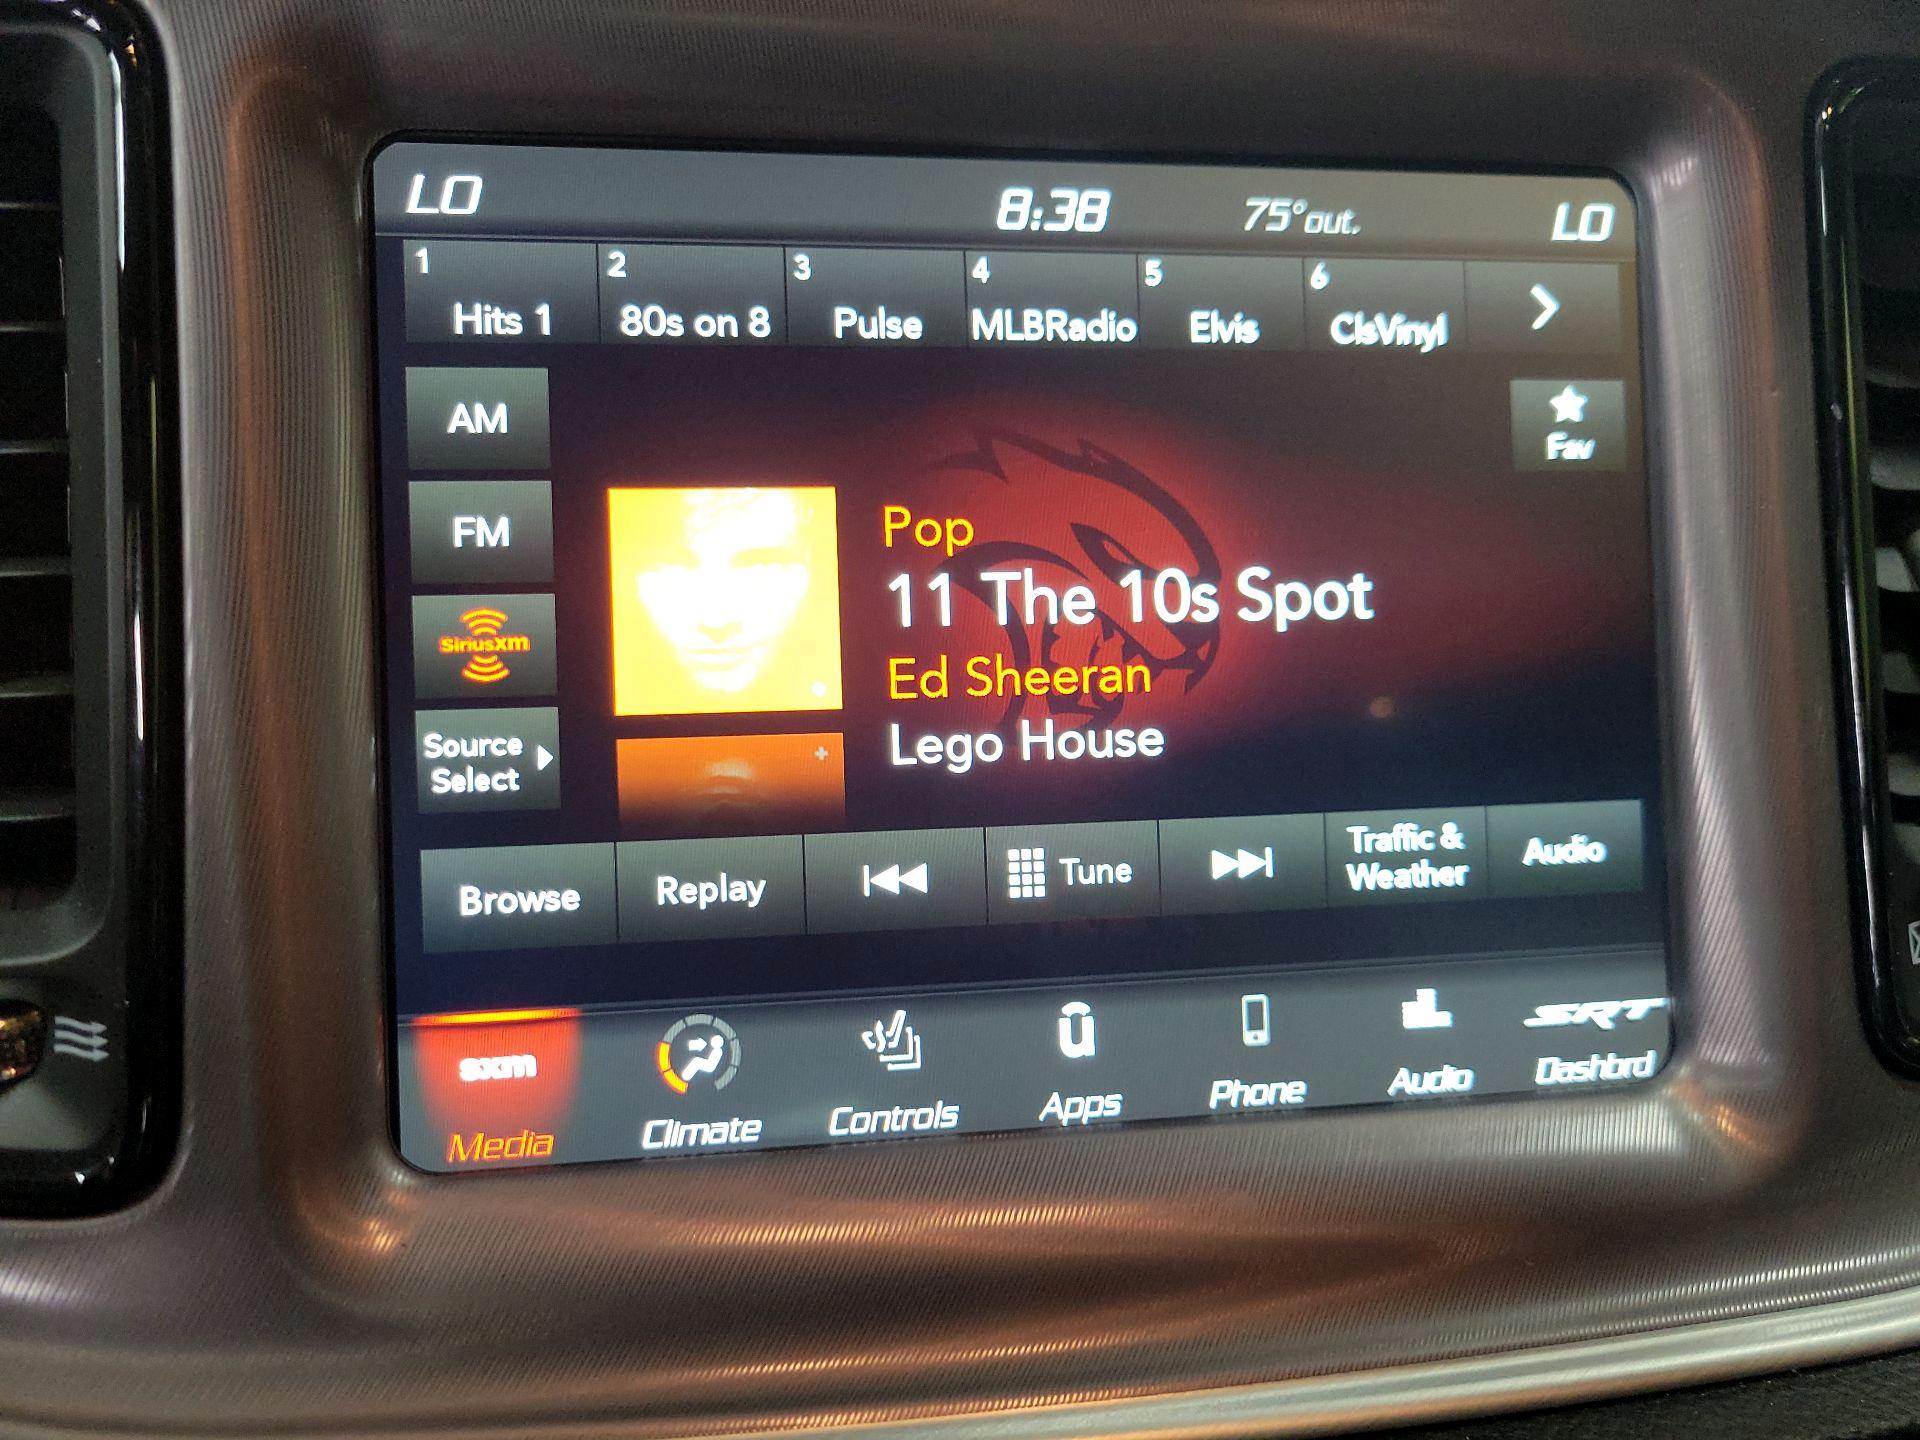 LO 8:38 75°out. LO
1 2 3 4 5 6
Hits 1 80s on 8 Pulse MLBRadio Elvis ClsVinyl
AM
Fav
FM
Pop
11 The 10s Spot
SiriusXm
Ed Sheeran
Lego House
Source
Select
Browse Replay Tune Traffic & Audio
Weather
sxm SRT
Media Climate Controls Apps Phone Audio Dashbrd